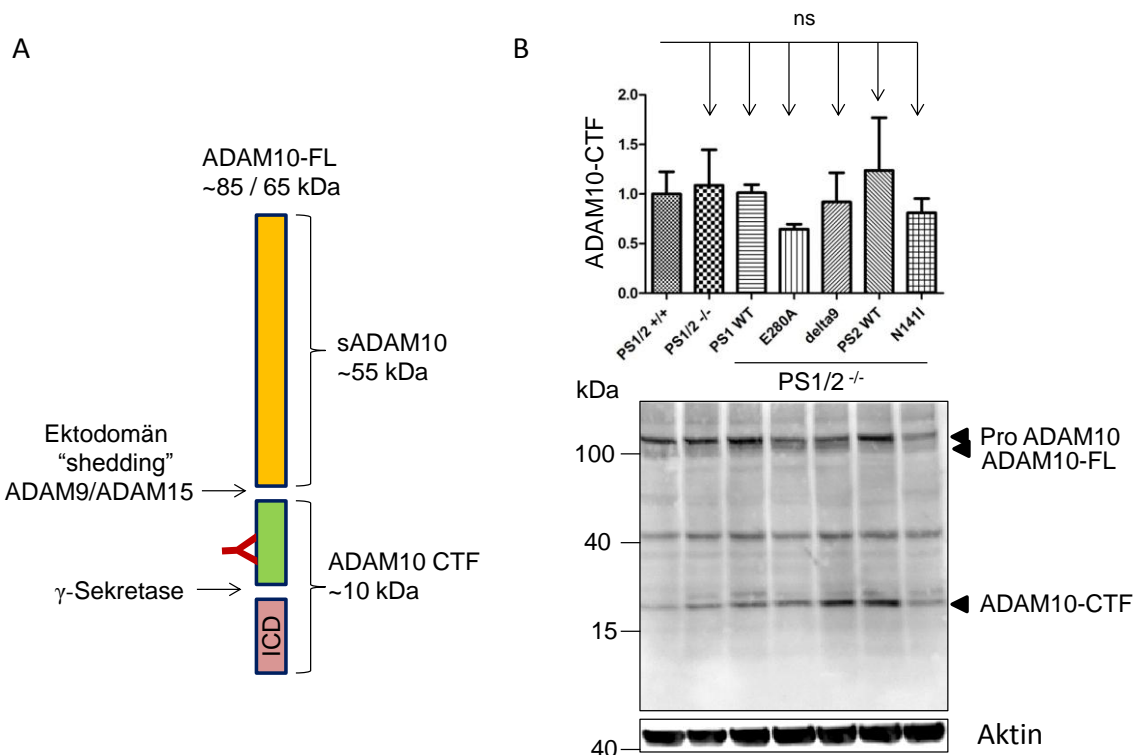 A
ADAM10-FL
~85 / 65 kDa
sADAM10
~55 kDa
Ektodomän
“shedding”
ADAM9/ADAM15
γ-Sekretase
ADAM10 CTF
~10 kDa
ICD
B
ns
ADAM10-CTF
2.0
1.5
1.0
0.5
0.0
PS1/2 +/+
PS1/2 -/-
PS1 WT
E280A
delta9
PS2 WT
N141I
PS1/2 -/-
kDa
100
40
15
40
Pro ADAM10
ADAM10-FL
ADAM10-CTF
Aktin